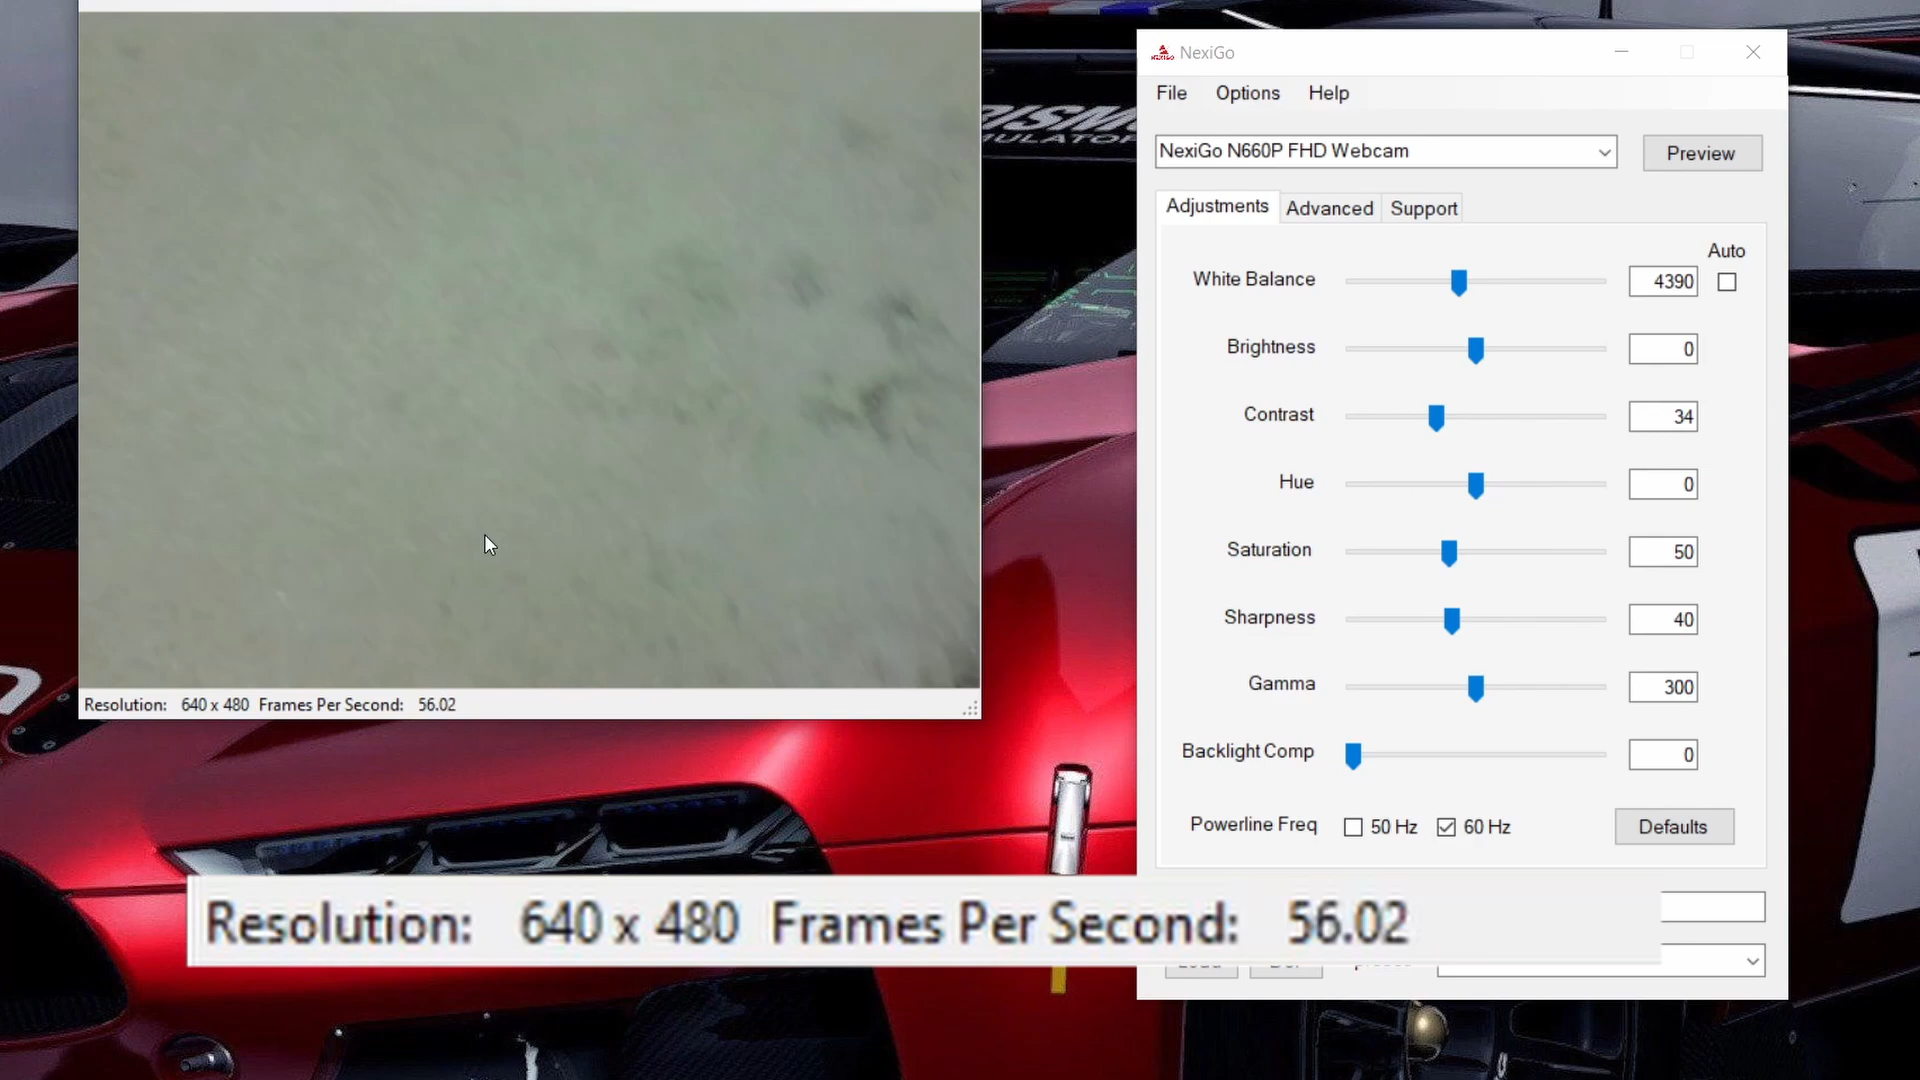 NexiGo
File Options Help
NexiGo N660P FHD Webcam
Preview
Adjustments Advanced Support
Auto
White Balance 4390
Brightness 0
Contrast 34
Hue 0
Saturation 50
Sharpness 40
Gamma 300
Backlight Comp 0
Powerline Freq 50 Hz 60 Hz
Defaults
Resolution: 640 x 480 Frames Per Second: 56.02
Resolution: 640 x 480 Frames Per Second: 56.02